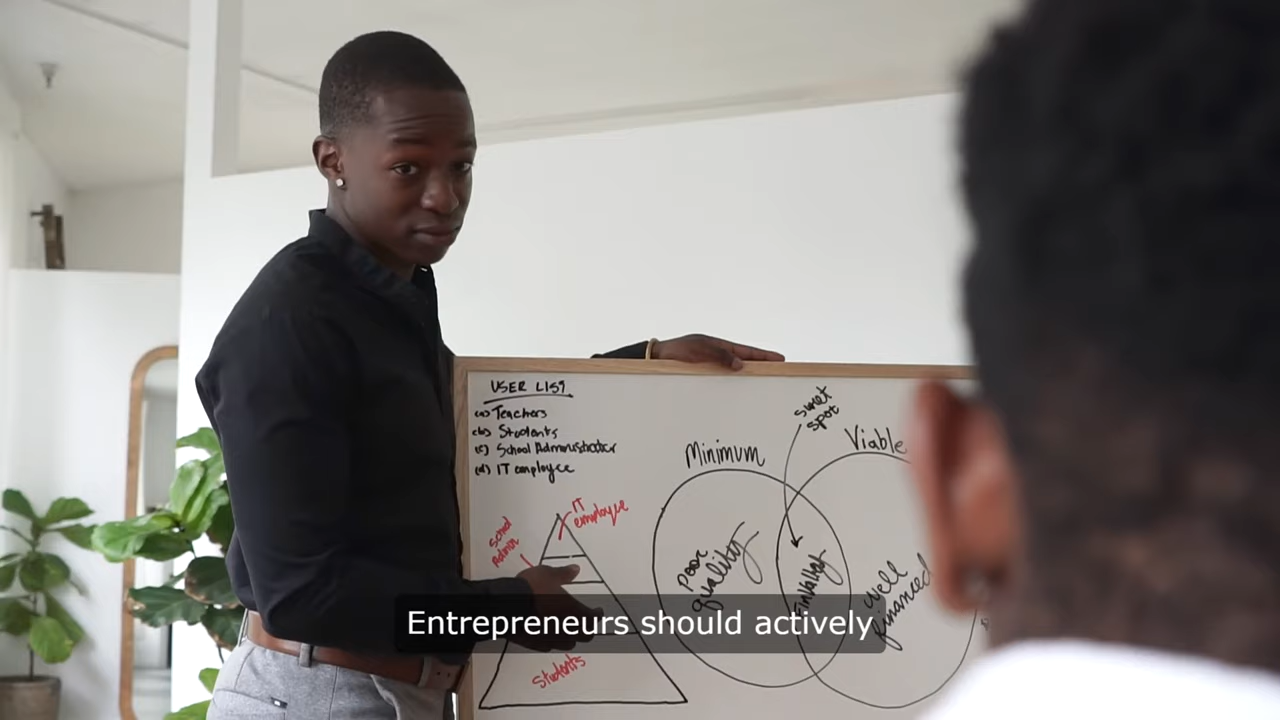 USER LIST
(a) Teachers
(b) Students
(c) School Administrator
(d) IT employee
sweet
spot
Minimum
Viable
IT
employee
School
Admin
Poor
quality
Well
financed
Students
Entrepreneurs should actively